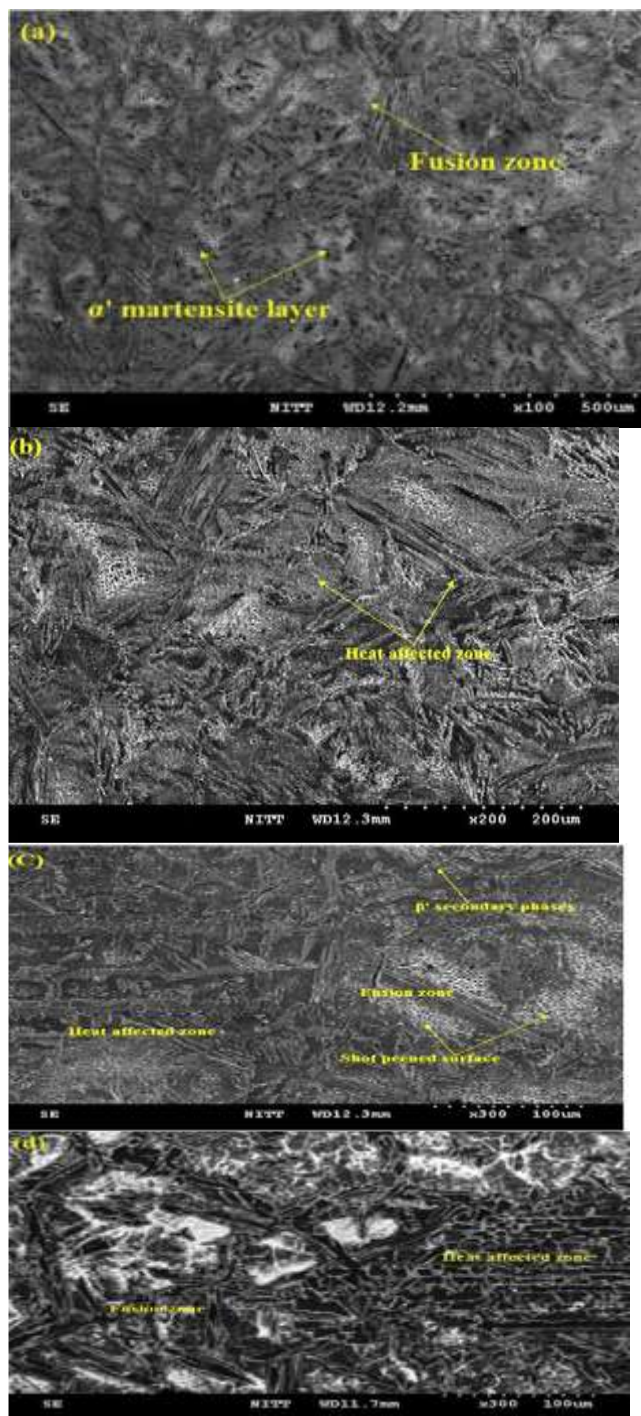 (a)
Fusion zone
α' martensite layer
SE NITT WD12.2mm x100 500um
(b)
Heat affected zone
SE NITT WD12.3mm x200 200um
(C)
β' secondary phases
Fusion zone
Heat affected zone
Shot peened surface
SE NITT WD12.3mm x300 100um
(d)
Heat affected zone
Fusion zone
SE NITT WD11.7mm x300 100um